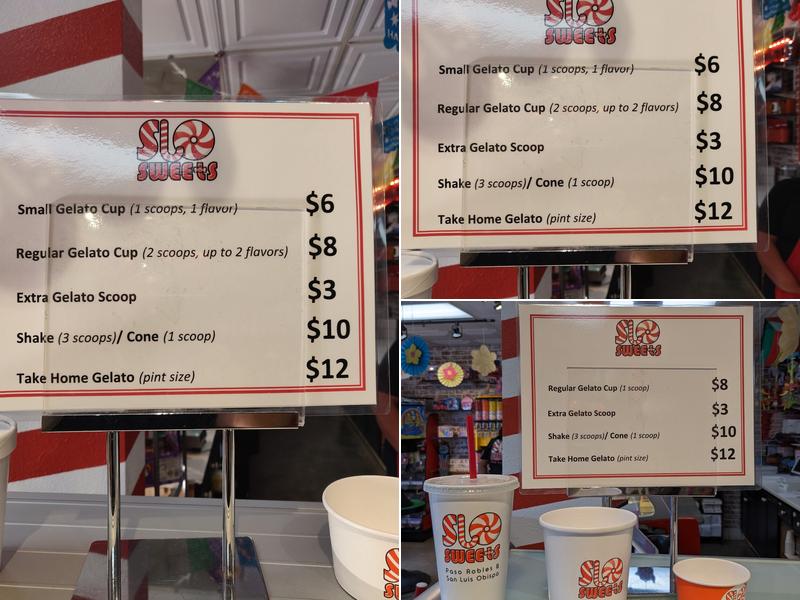 SLO
SWEETS
Small Gelato Cup (1 scoops, 1 flavor) $6
Regular Gelato Cup (2 scoops, up to 2 flavors) $8
Extra Gelato Scoop $3
Shake (3 scoops)/ Cone (1 scoop) $10
Take Home Gelato (pint size) $12
SLO
SWEETS
Small Gelato Cup (1 scoops, 1 flavor) $6
Regular Gelato Cup (2 scoops, up to 2 flavors) $8
Extra Gelato Scoop $3
Shake (3 scoops)/ Cone (1 scoop) $10
Take Home Gelato (pint size) $12
SLO
SWEETS
Regular Gelato Cup (1 scoop) $8
Extra Gelato Scoop $3
Shake (3 scoops)/ Cone (1 scoop) $10
Take Home Gelato (pint size) $12
SLO
SWEETS
Paso Robles &
San Luis Obispo
SLO
SWEETS